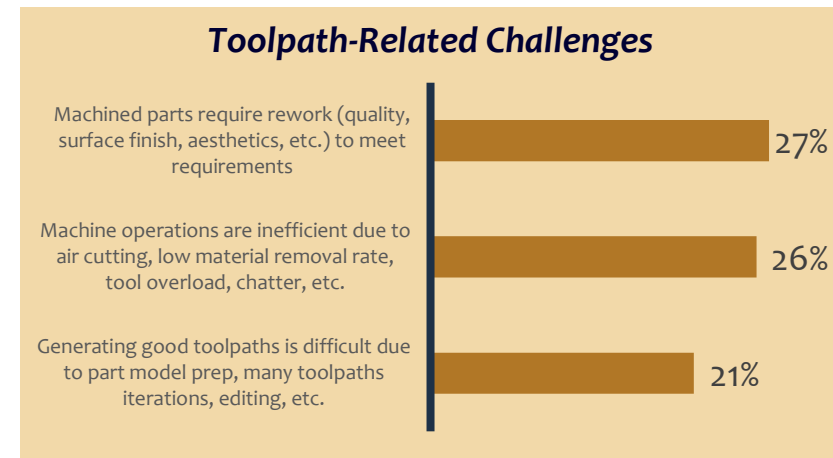 Toolpath-Related Challenges
Machined parts require rework (quality,
surface finish, aesthetics, etc.) to meet
requirements
27%
Machine operations are inefficient due to
air cutting, low material removal rate,
tool overload, chatter, etc.
26%
Generating good toolpaths is difficult due
to part model prep, many toolpaths
iterations, editing, etc.
21%